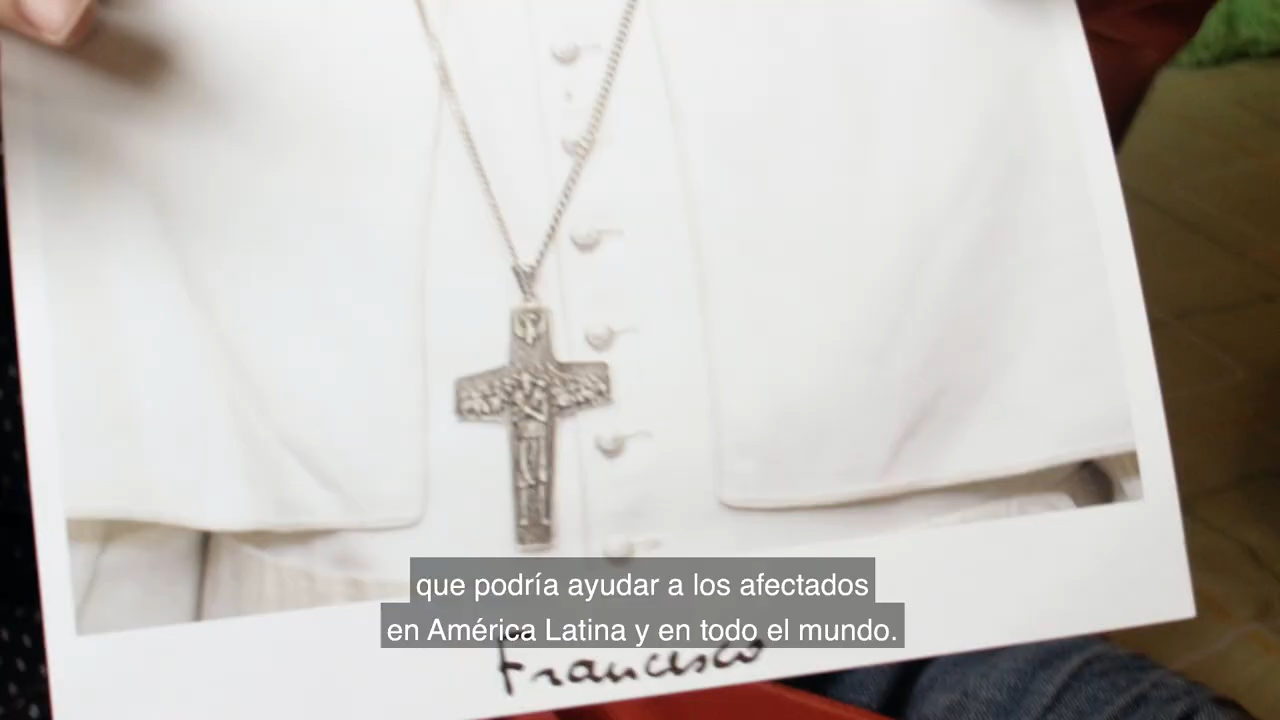 que podría ayudar a los afectados
en América Latina y en todo el mundo.
Francesco